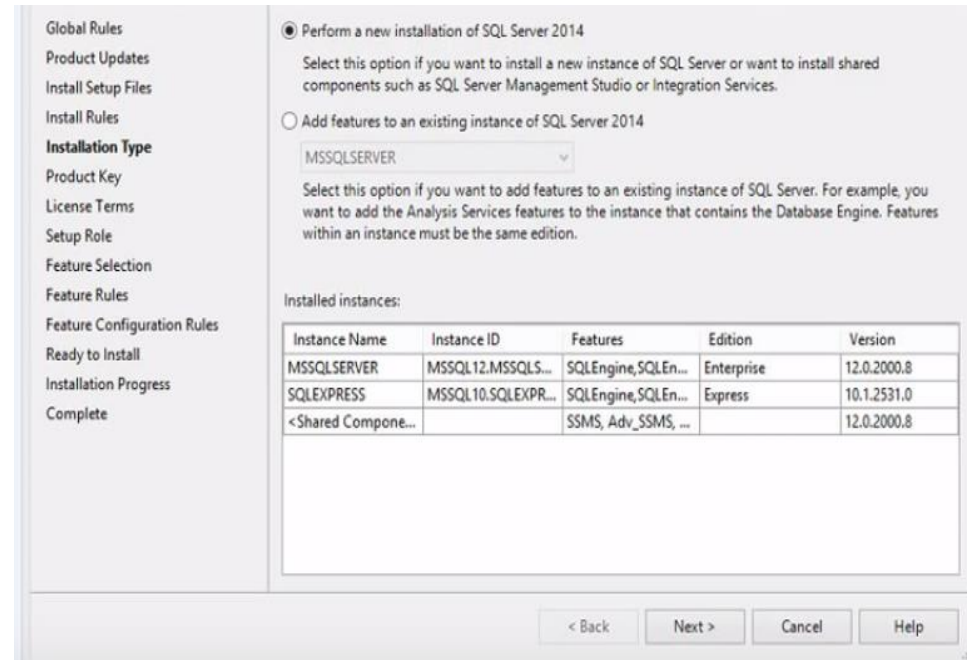 Global Rules
Product Updates
Install Setup Files
Install Rules
Installation Type
Product Key
License Terms
Setup Role
Feature Selection
Feature Rules
Feature Configuration Rules
Ready to Install
Installation Progress
Complete
Perform a new installation of SQL Server 2014
Select this option if you want to install a new instance of SQL Server or want to install shared
components such as SQL Server Management Studio or Integration Services.
Add features to an existing instance of SQL Server 2014
MSSQLSERVER
Select this option if you want to add features to an existing instance of SQL Server. For example, you
want to add the Analysis Services features to the instance that contains the Database Engine. Features
within an instance must be the same edition.
Installed instances:
Instance Name Instance ID Features Edition Version
MSSQLSERVER MSSQL12.MSSQLS... SQLEngine,SQLEn... Enterprise 12.0.2000.8
SQLEXPRESS MSSQL10.SQLEXPR... SQLEngine,SQLEn... Express 10.1.2531.0
<Shared Compone... SSMS, Adv_SSMS, ... 12.0.2000.8
< Back Next > Cancel Help